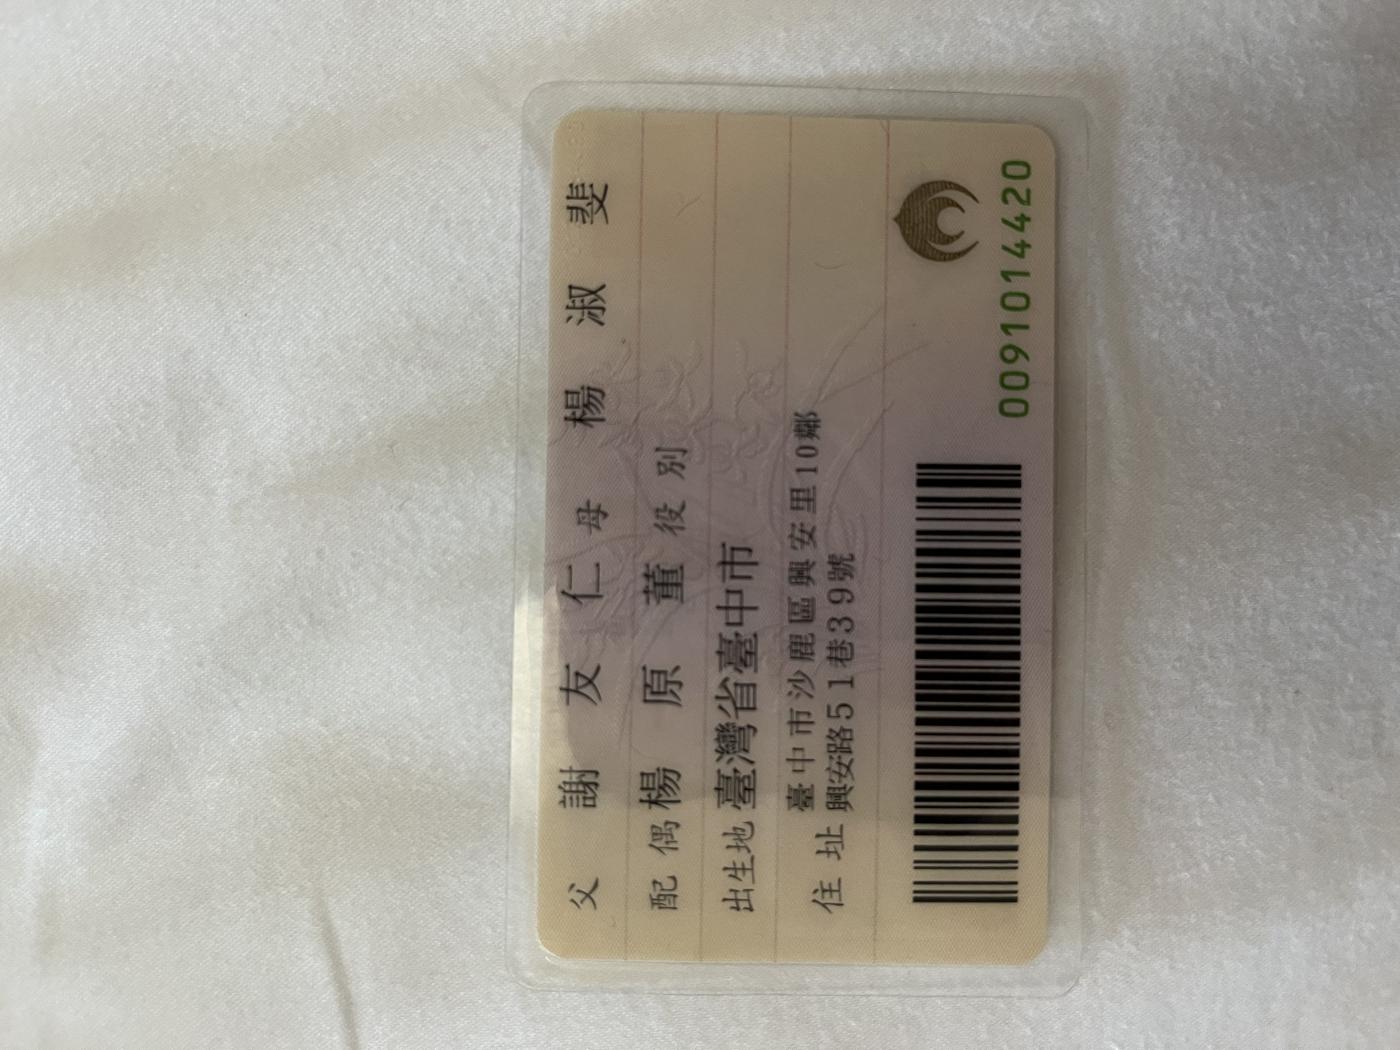 父 謝友仁 母 楊淑斐
配偶 楊原董 役別
出生地 臺灣省臺中市
住址 臺中市沙鹿區興安里10鄰
興安路51巷39號
0091014420